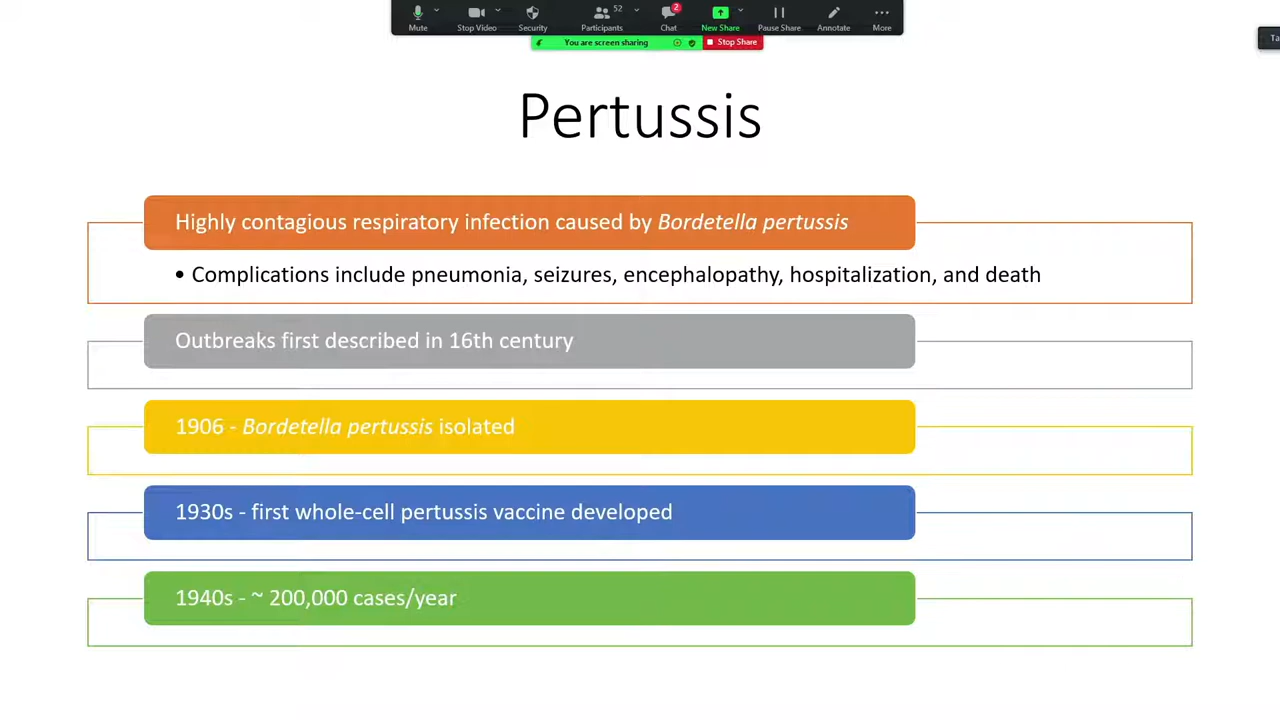 Mute
Stop Video
Security
52
Participants
2
Chat
New Share
Pause Share
Annotate
More
You are screen sharing
Stop Share
Ta
Pertussis
Highly contagious respiratory infection caused by Bordetella pertussis
• Complications include pneumonia, seizures, encephalopathy, hospitalization, and death
Outbreaks first described in 16th century
1906 - Bordetella pertussis isolated
1930s - first whole-cell pertussis vaccine developed
1940s - ~ 200,000 cases/year